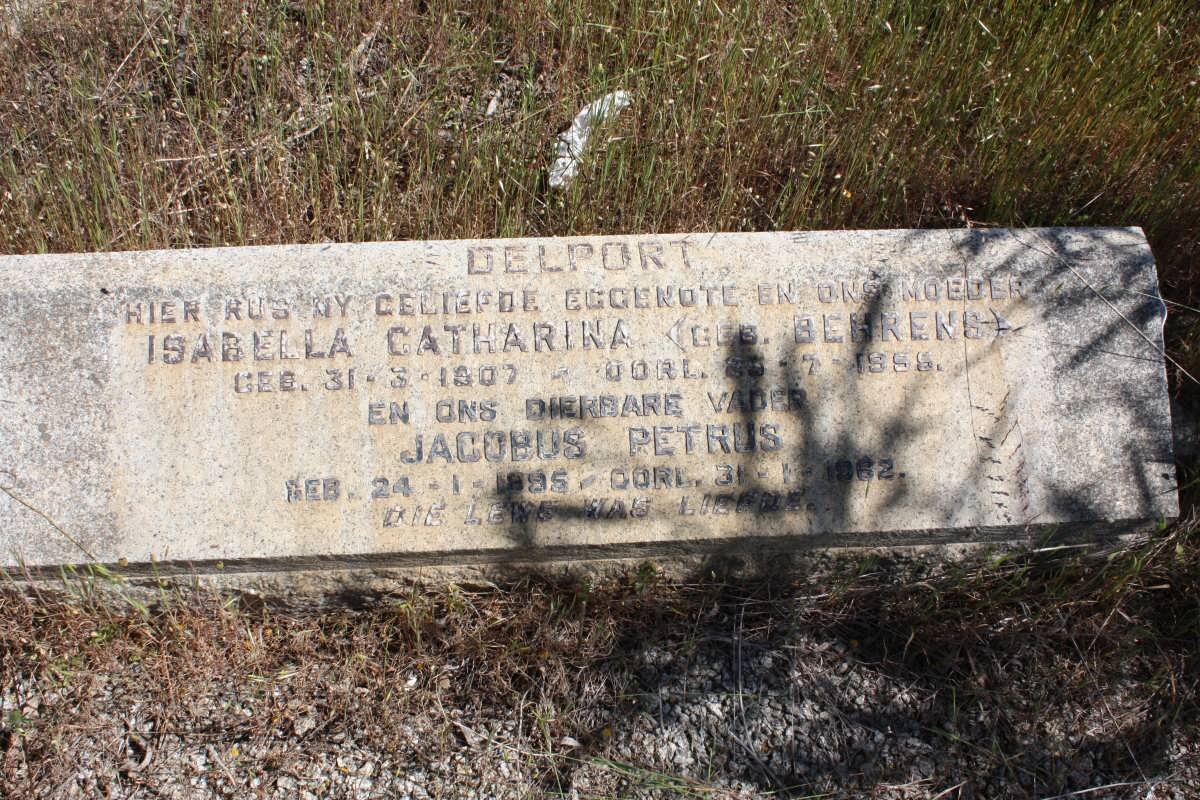 DELPORT
HIER RUS MY GELIEFDE EGGENOTE EN ONS MOEDER
ISABELLA CATHARINA (GEB. BEHRENS)
GEB. 31-3-1907 - OORL. -7-1955.
EN ONS DIERBARE VADER
JACOBUS PETRUS
GEB. 24-1-1895 - OORL. 31-1-1962.
DIE LEWE WAS LIEFDE.